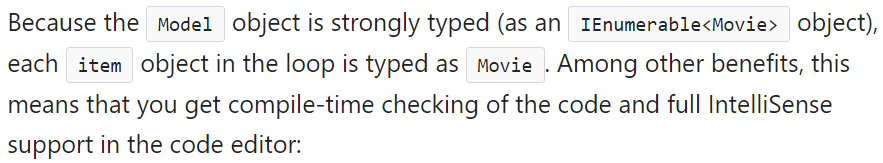 Because the Model object is strongly typed (as an IEnumerable<Movie> object),
each item object in the loop is typed as Movie . Among other benefits, this
means that you get compile-time checking of the code and full IntelliSense
support in the code editor: